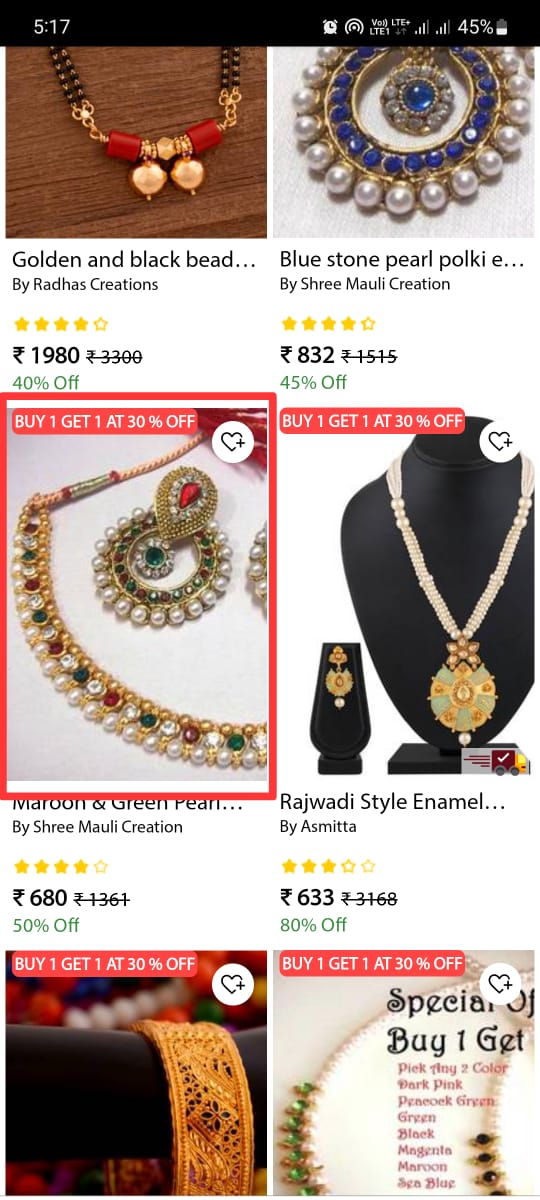 5:17
Vo)) LTE+
LTE1
45%
Golden and black bead…
By Radhas Creations
₹ 1980 ₹ 3300
40% Off
Blue stone pearl polki e…
By Shree Mauli Creation
₹ 832 ₹ 1515
45% Off
BUY 1 GET 1 AT 30 % OFF
Maroon & Green Pearl…
By Shree Mauli Creation
₹ 680 ₹ 1361
50% Off
BUY 1 GET 1 AT 30 % OFF
Rajwadi Style Enamel…
By Asmitta
₹ 633 ₹ 3168
80% Off
BUY 1 GET 1 AT 30 % OFF
BUY 1 GET 1 AT 30 % OFF
Special Of
Buy 1 Get
Pick Any 2 Color
Dark Pink
Peacock Green
Green
Black
Magenta
Maroon
Sea Blue